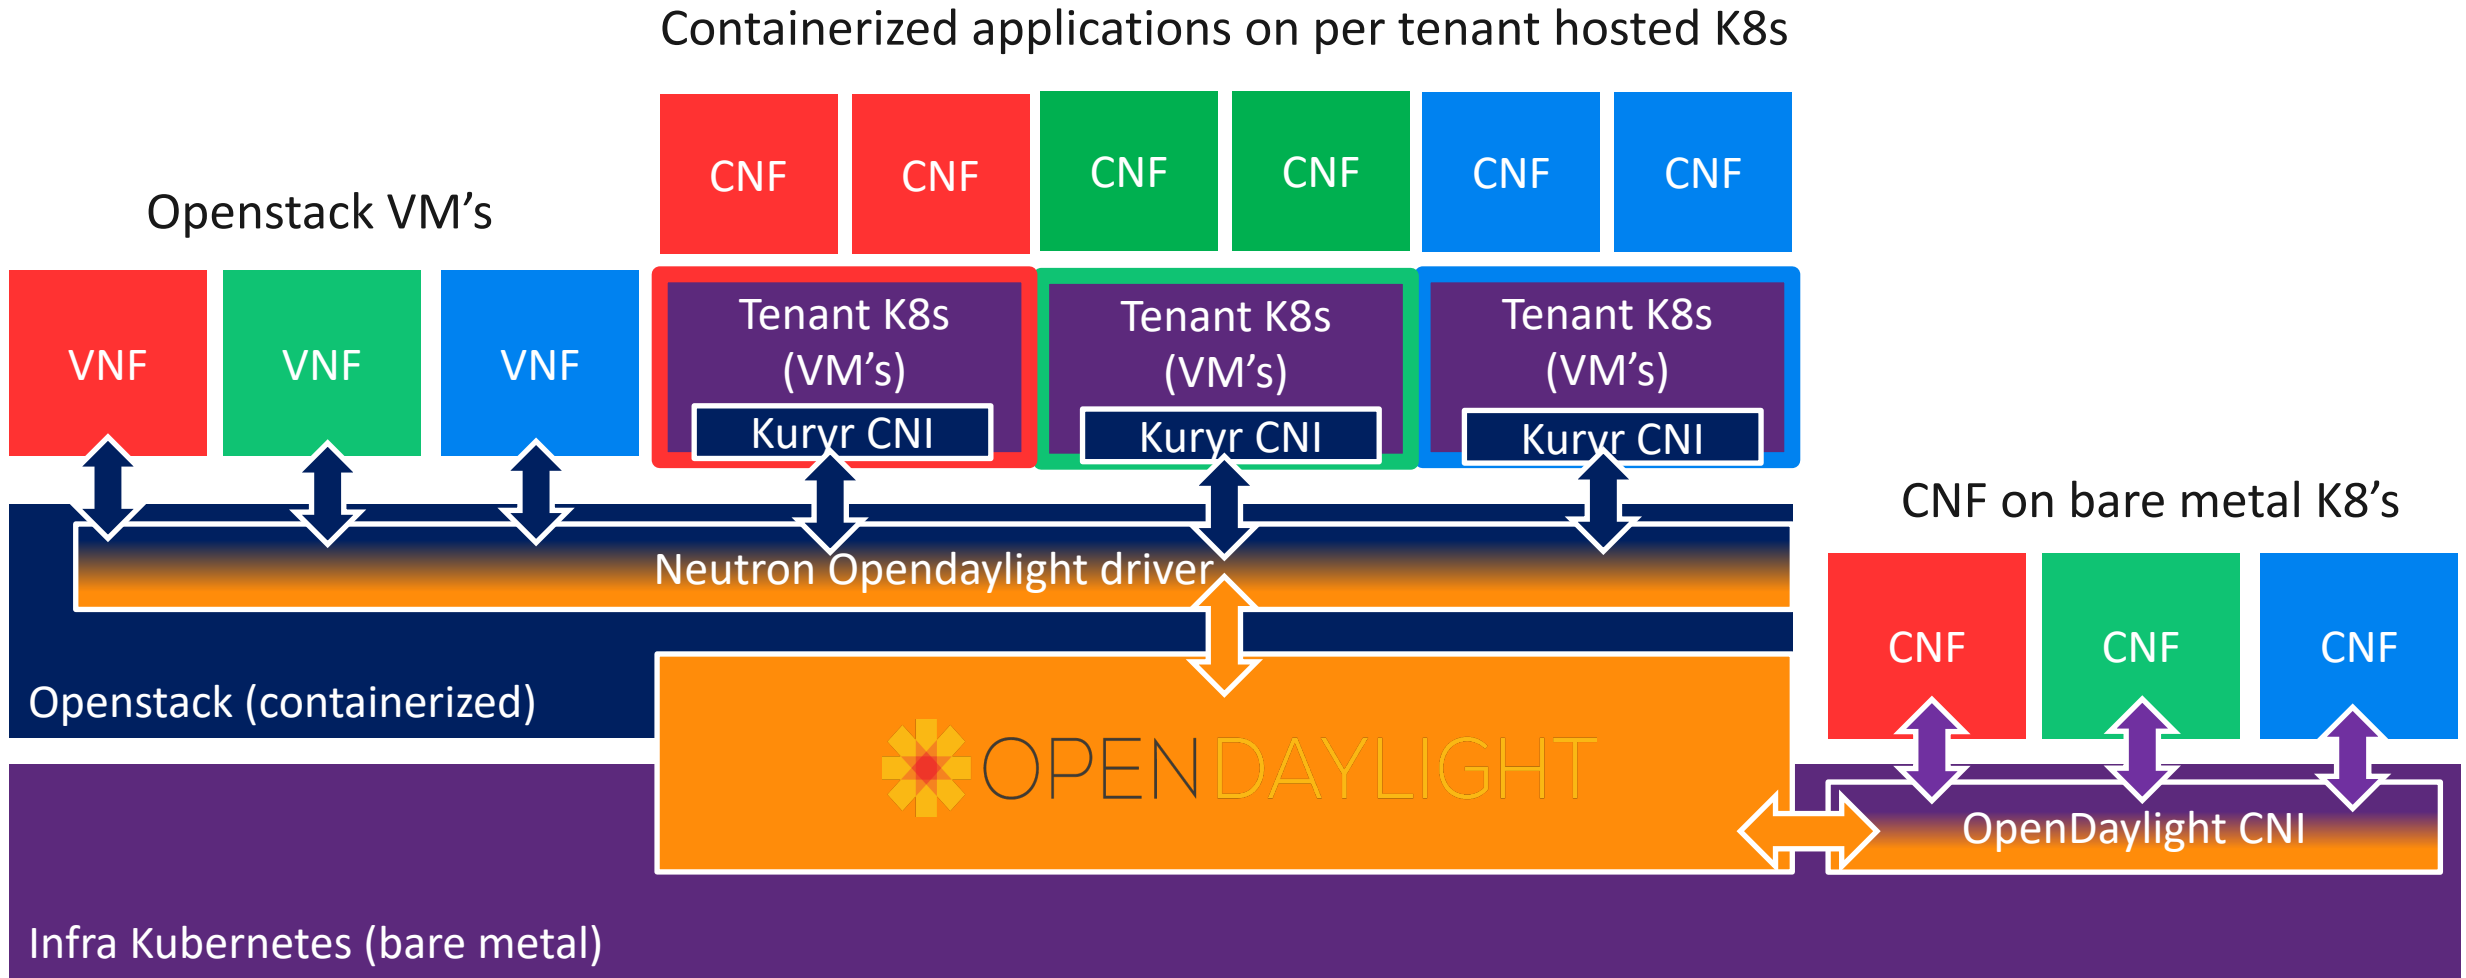 Containerized applications on per tenant hosted K8s
CNF
CNF
CNF
CNF
CNF
CNF
Openstack VM’s
VNF
VNF
VNF
Tenant K8s
(VM’s)
Kuryr CNI
Tenant K8s
(VM’s)
Kuryr CNI
Tenant K8s
(VM’s)
Kuryr CNI
CNF on bare metal K8’s
Neutron Opendaylight driver
CNF
CNF
CNF
Openstack (containerized)
OPENDAYLIGHT
OpenDaylight CNI
Infra Kubernetes (bare metal)